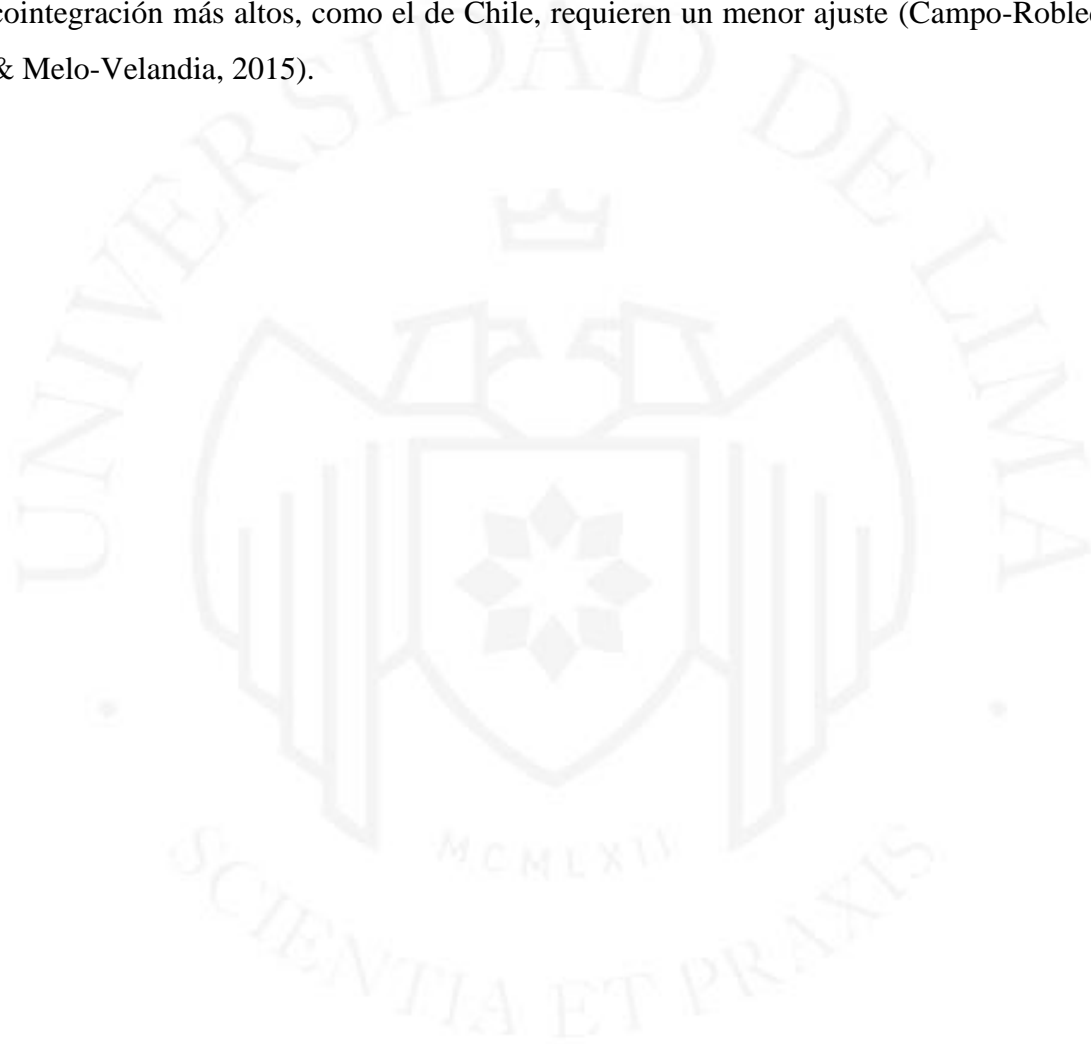 cointegración más altos, como el de Chile, requieren un menor ajuste (Campo-Robled
& Melo-Velandia, 2015).
UNIVERSIDAD DE LIMA
MCMLXII
SCIENTIA ET PRAXIS